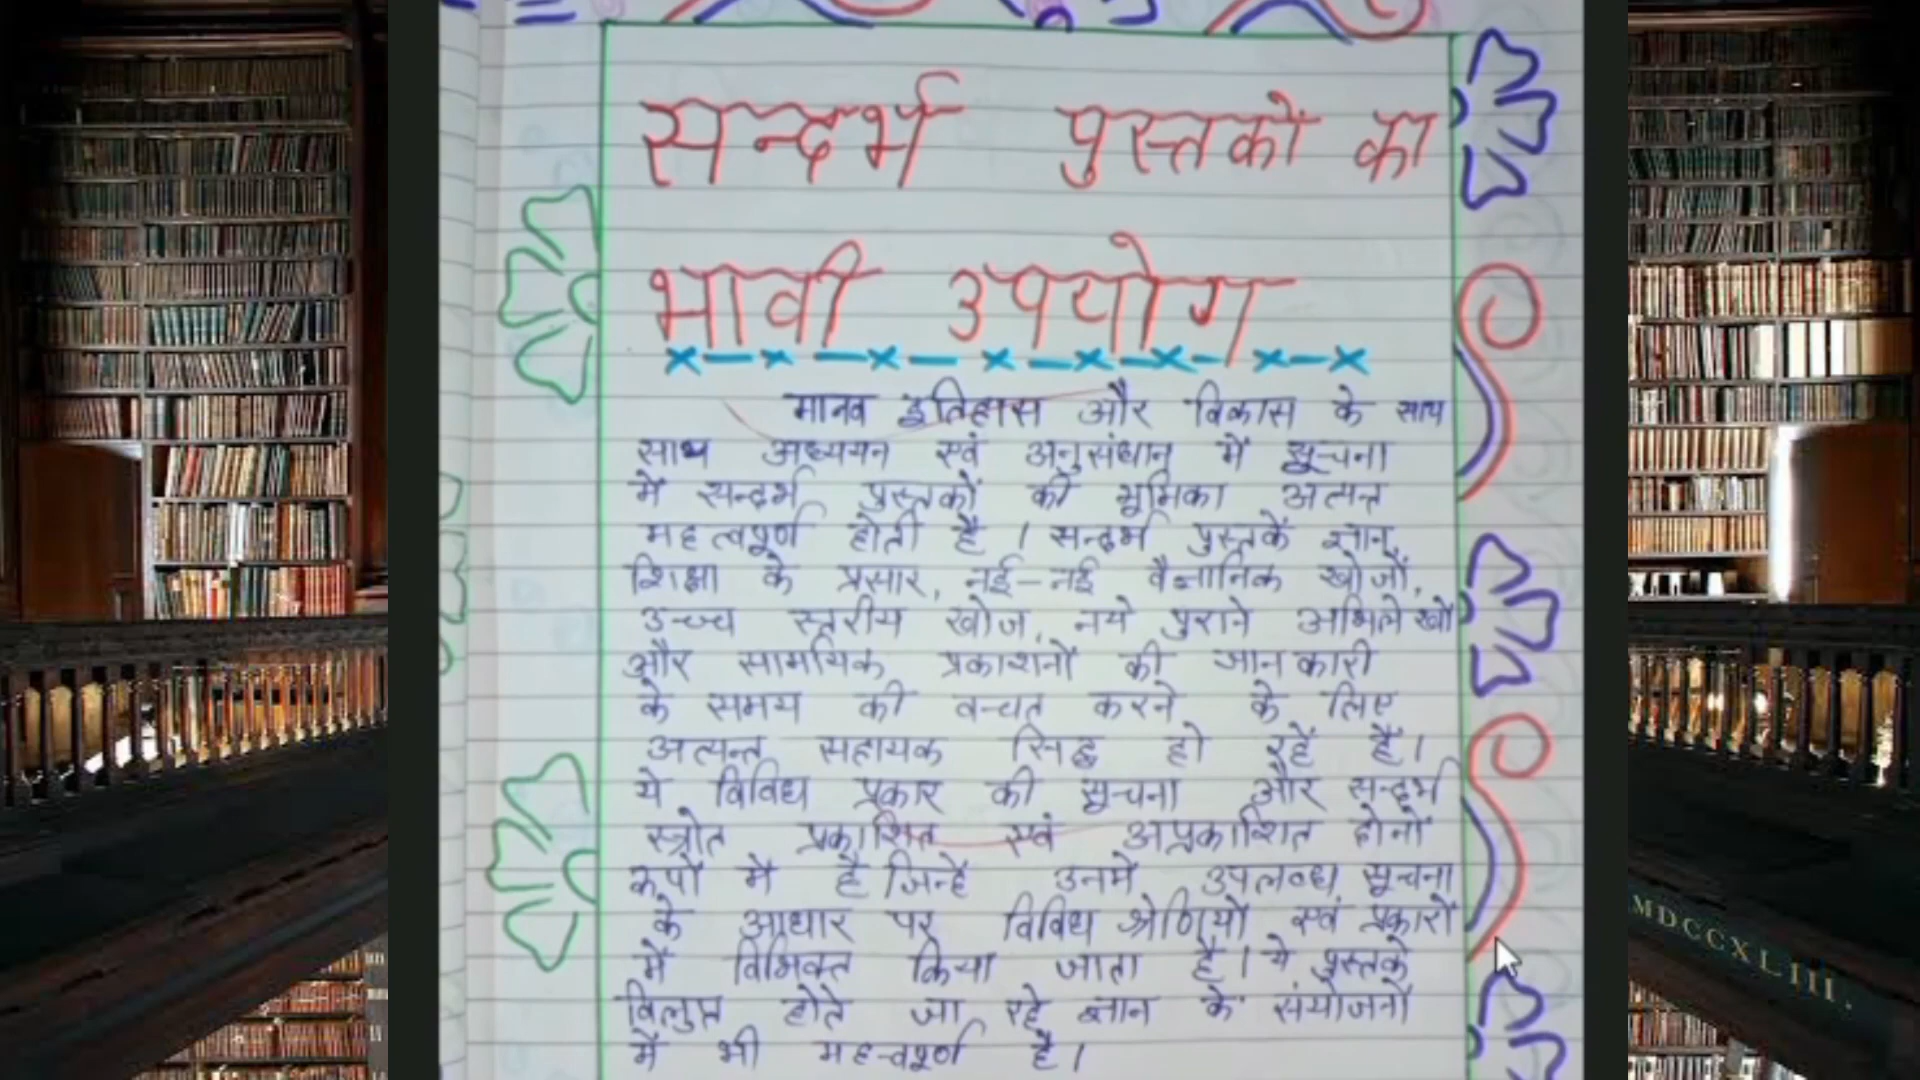 सन्दर्भ पुस्तकों का
भावी उपयोग
मानव इतिहास और विकास के साथ
साथ अध्ययन एवं अनुसंधान में सूचना
में सन्दर्भ पुस्तकों की भूमिका अत्यन्त
महत्वपूर्ण होती है । सन्दर्भ पुस्तकें ज्ञान,
शिक्षा के प्रसार, नई-नई वैज्ञानिक खोजों,
उच्च स्तरीय खोज, नये पुराने अभिलेखों
और सामयिक प्रकाशनों की जानकारी
के समय की वन्चत करने के लिए
अत्यन्त सहायक सिद्ध हो रहें हैं।
ये विविध प्रकार की सूचना और सन्दर्भ
स्त्रोत प्रकाशित एवं अप्रकाशित दोनों
रूपों में है जिन्हें उनमें उपलब्ध सूचना
के आधार पर विविध श्रेणियों एवं प्रकारों
में विभिक्त किया जाता है। ये पुस्तके
विलुप्त होते जा रहे ज्ञान के संयोजनों
में भी महत्वपूर्ण है।
MDCCXLIII.